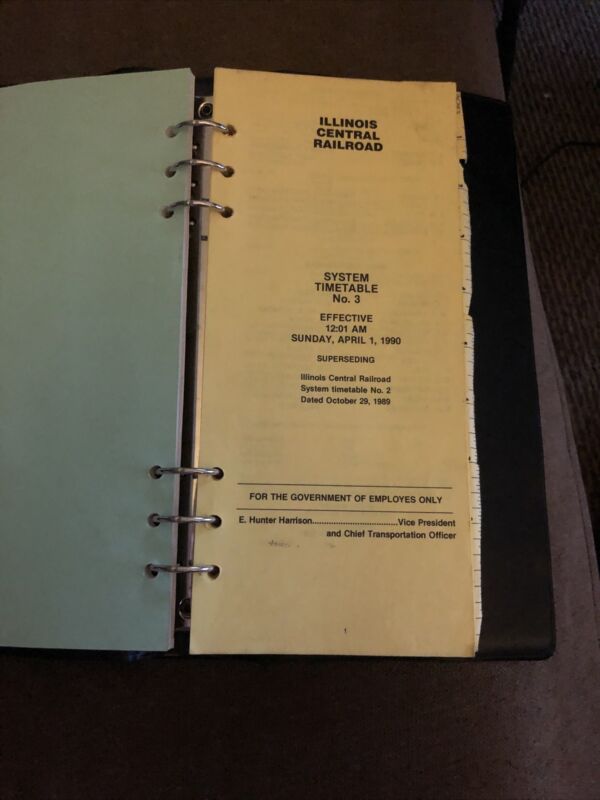 ILLINOIS
CENTRAL
RAILROAD
SYSTEM
TIMETABLE
No. 3
EFFECTIVE
12:01 AM
SUNDAY, APRIL 1, 1990
SUPERSEDING
Illinois Central Railroad
System timetable No. 2
Dated October 29, 1989
FOR THE GOVERNMENT OF EMPLOYES ONLY
E. Hunter Harrison......................................Vice President
and Chief Transportation Officer
1